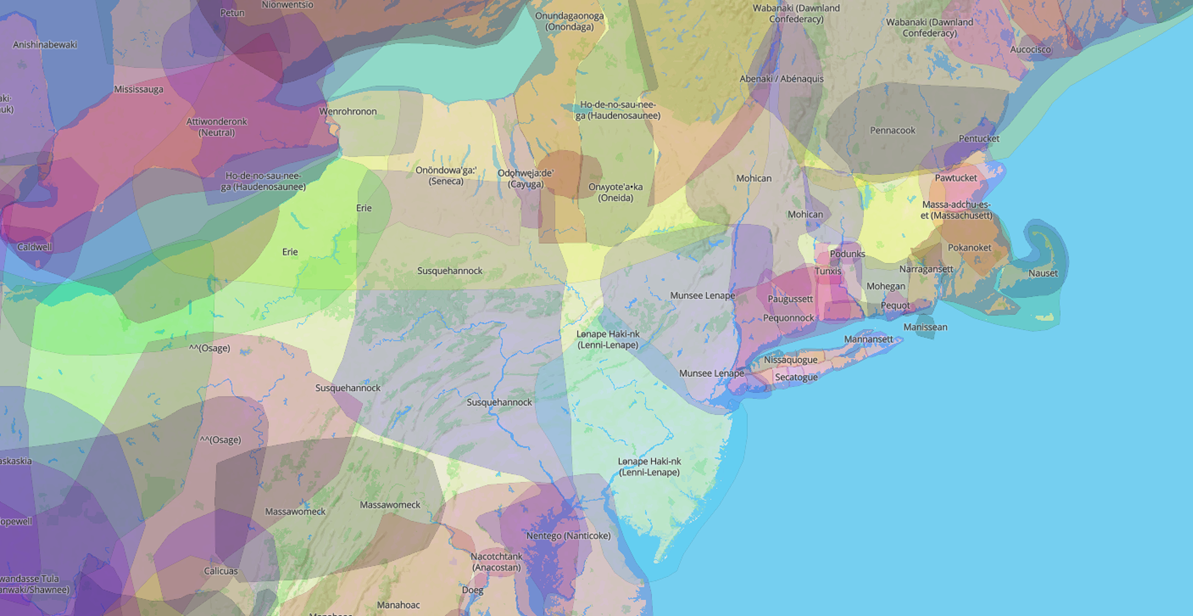 Nionwentsio
Petun
Onundagaonoga
(Onondaga)
Wabanaki (Dawnland
Confederacy)
Wabanaki (Dawnland
Confederacy)
Anishinabewaki
Aucocisco
Abenaki / Abénaquis
Mississauga
Wenrohronon
Ho-de-no-sau-nee-
ga (Haudenosaunee)
Attiwonderonk
(Neutral)
Pennacook
Pentucket
Onöndowa'ga:'
(Seneca)
Odǫhwęja:de'
(Cayuga)
Ho-de-no-sau-nee-
ga (Haudenosaunee)
Onʌyote'a•ka
(Oneida)
Mohican
Pawtucket
Erie
Mohican
Massa-adchu-es-
et (Massachusett)
Caldwell
Erie
Podunks
Pokanoket
Susquehannock
Tunxis
Narragansett
Nauset
Mohegan
Munsee Lenape
Paugussett
Pequot
Pequonnock
Manissean
Lenape Haki-nk
(Lenni-Lenape)
Mannansett
^^(Osage)
Nissaquogue
Munsee Lenape
Secatogue
Susquehannock
Susquehannock
^^(Osage)
askaskia
Lenape Haki-nk
(Lenni-Lenape)
Massawomeck
Massawomeck
opewell
Nentego (Nanticoke)
Nacotchtank
(Anacostan)
Calicuas
wandasse Tula
anwaki/Shawnee)
Doeg
Manahoac